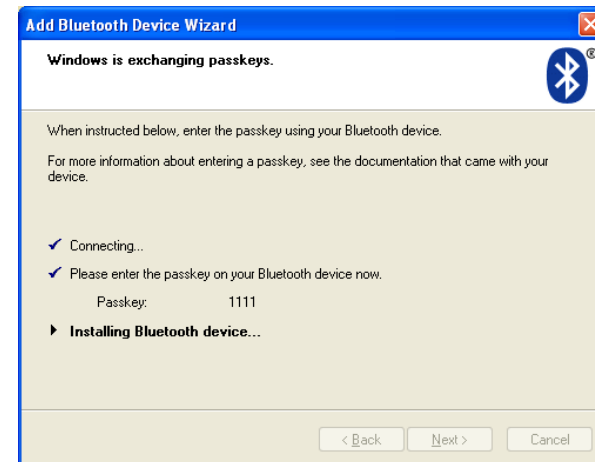 Add Bluetooth Device Wizard
Windows is exchanging passkeys.
®
When instructed below, enter the passkey using your Bluetooth device.
For more information about entering a passkey, see the documentation that came with your
device.
Connecting...
Please enter the passkey on your Bluetooth device now.
Passkey: 1111
Installing Bluetooth device...
< Back Next > Cancel